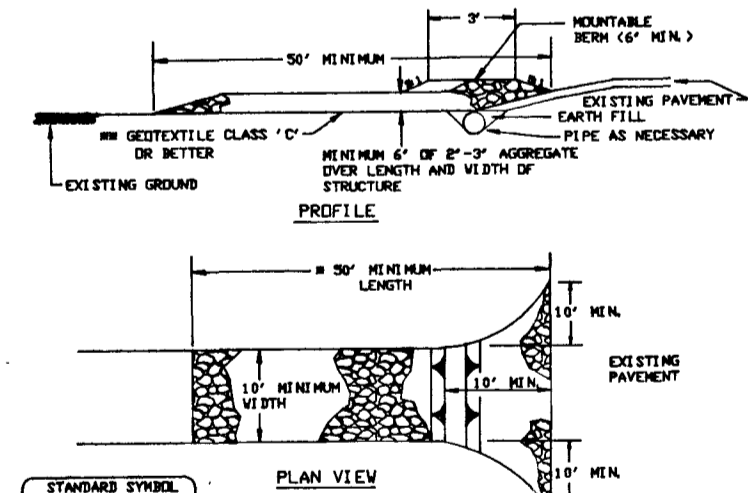 3'
MOUNTABLE
BERM (6' MIN.)
50' MINIMUM
EXISTING PAVEMENT
EARTH FILL
PIPE AS NECESSARY
** GEOTEXTILE CLASS 'C'
OR BETTER
MINIMUM 6' OF 2'-3' AGGREGATE
OVER LENGTH AND WIDTH OF
STRUCTURE
EXISTING GROUND
PROFILE
* 50' MINIMUM
LENGTH
10' MIN.
EXISTING
PAVEMENT
10' MINIMUM
WIDTH
10' MIN.
10' MIN.
PLAN VIEW
STANDARD SYMBOL